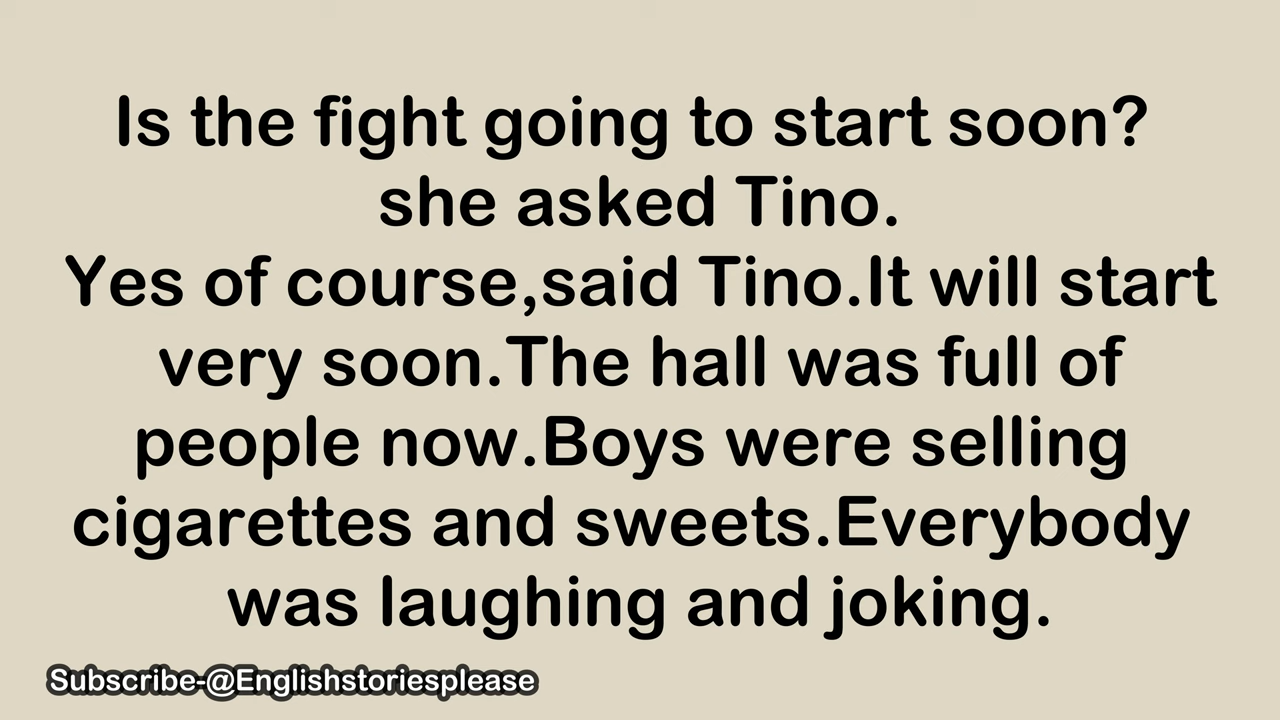 Is the fight going to start soon?
she asked Tino.
Yes of course,said Tino.It will start
very soon.The hall was full of
people now.Boys were selling
cigarettes and sweets.Everybody
was laughing and joking.
Subscribe-@Englishstoriesplease